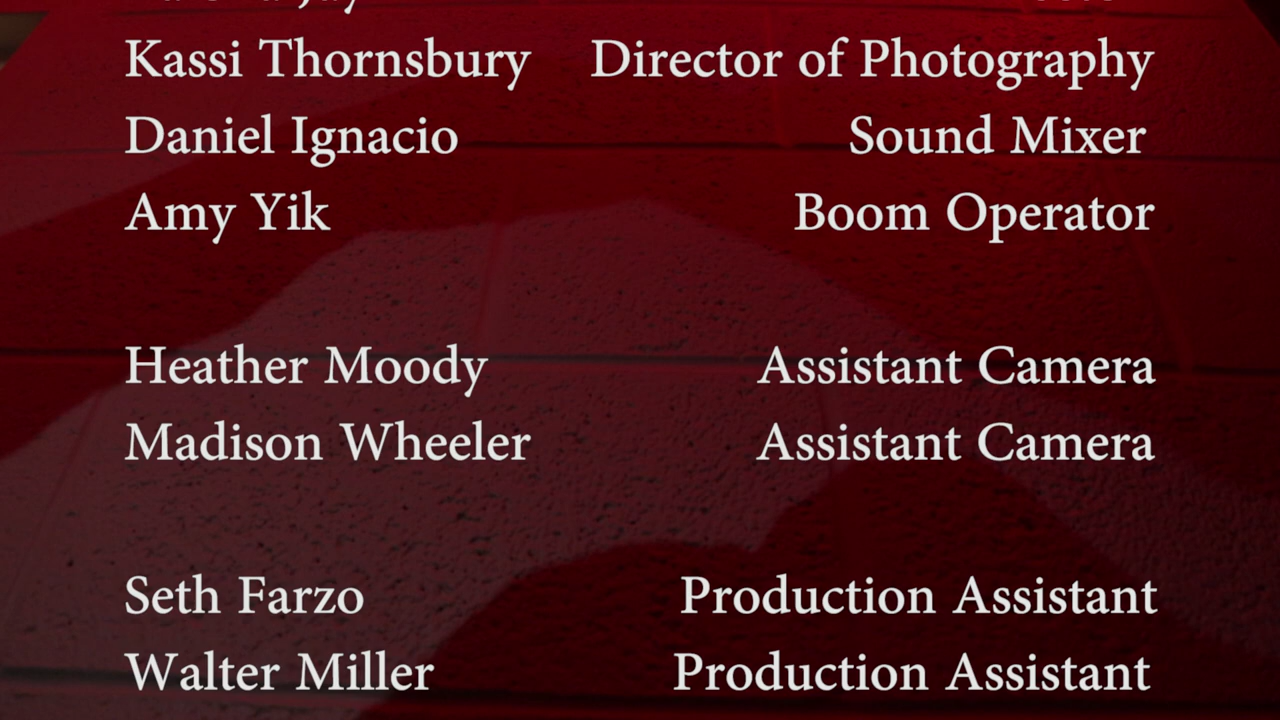 Kassi Thornsbury Director of Photography
Daniel Ignacio Sound Mixer
Amy Yik Boom Operator
Heather Moody Assistant Camera
Madison Wheeler Assistant Camera
Seth Farzo Production Assistant
Walter Miller Production Assistant